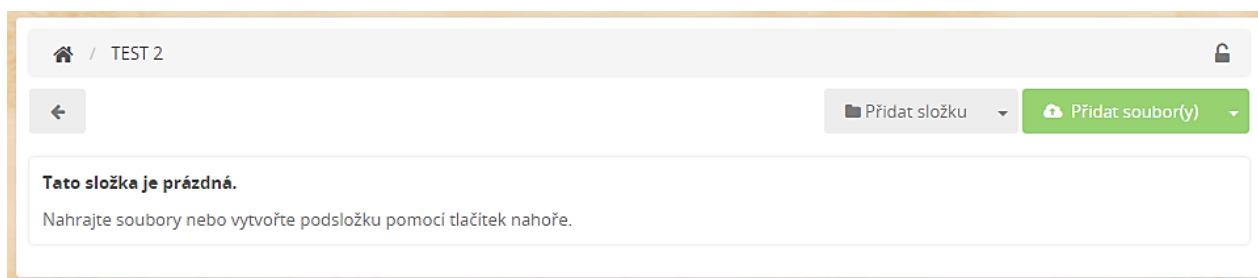 / TEST 2
Přidat složku
Přidat soubor(y)
Tato složka je prázdná.
Nahrajte soubory nebo vytvořte podsložku pomocí tlačítek nahoře.